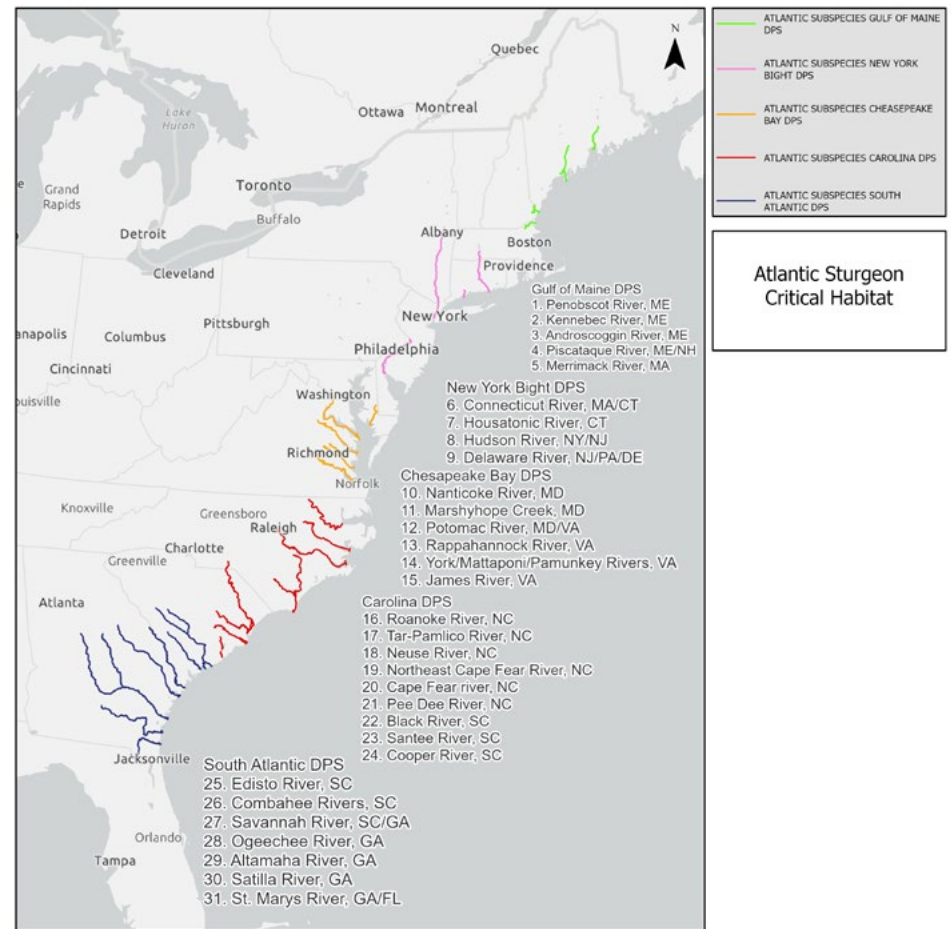 Quebec
N
Ottawa
Montreal
Lake
Huron
Toronto
Grand
Rapids
Buffalo
Detroit
Albany
Boston
Cleveland
Providence
New York
Pittsburgh
Columbus
anapolis
Philadelphia
Cincinnati
ouisville
Washington
Richmond
Norfolk
Knoxville
Greensboro
Raleigh
Charlotte
Greenville
Atlanta
Jacksonville
Orlando
Tampa
Gulf of Maine DPS
1. Penobscot River, ME
2. Kennebec River, ME
3. Androscoggin River, ME
4. Piscataque River, ME/NH
5. Merrimack River, MA
New York Bight DPS
6. Connecticut River, MA/CT
7. Housatonic River, CT
8. Hudson River, NY/NJ
9. Delaware River, NJ/PA/DE
Chesapeake Bay DPS
10. Nanticoke River, MD
11. Marshyhope Creek, MD
12. Potomac River, MD/VA
13. Rappahannock River, VA
14. York/Mattaponi/Pamunkey Rivers, VA
15. James River, VA
Carolina DPS
16. Roanoke River, NC
17. Tar-Pamlico River, NC
18. Neuse River, NC
19. Northeast Cape Fear River, NC
20. Cape Fear river, NC
21. Pee Dee River, NC
22. Black River, SC
23. Santee River, SC
24. Cooper River, SC
South Atlantic DPS
25. Edisto River, SC
26. Combahee Rivers, SC
27. Savannah River, SC/GA
28. Ogeechee River, GA
29. Altamaha River, GA
30. Satilla River, GA
31. St. Marys River, GA/FL
ATLANTIC SUBSPECIES GULF OF MAINE
DPS
ATLANTIC SUBSPECIES NEW YORK
BIGHT DPS
ATLANTIC SUBSPECIES CHEASEPEAKE
BAY DPS
ATLANTIC SUBSPECIES CAROLINA DPS
ATLANTIC SUBSPECIES SOUTH
ATLANTIC DPS
Atlantic Sturgeon
Critical Habitat